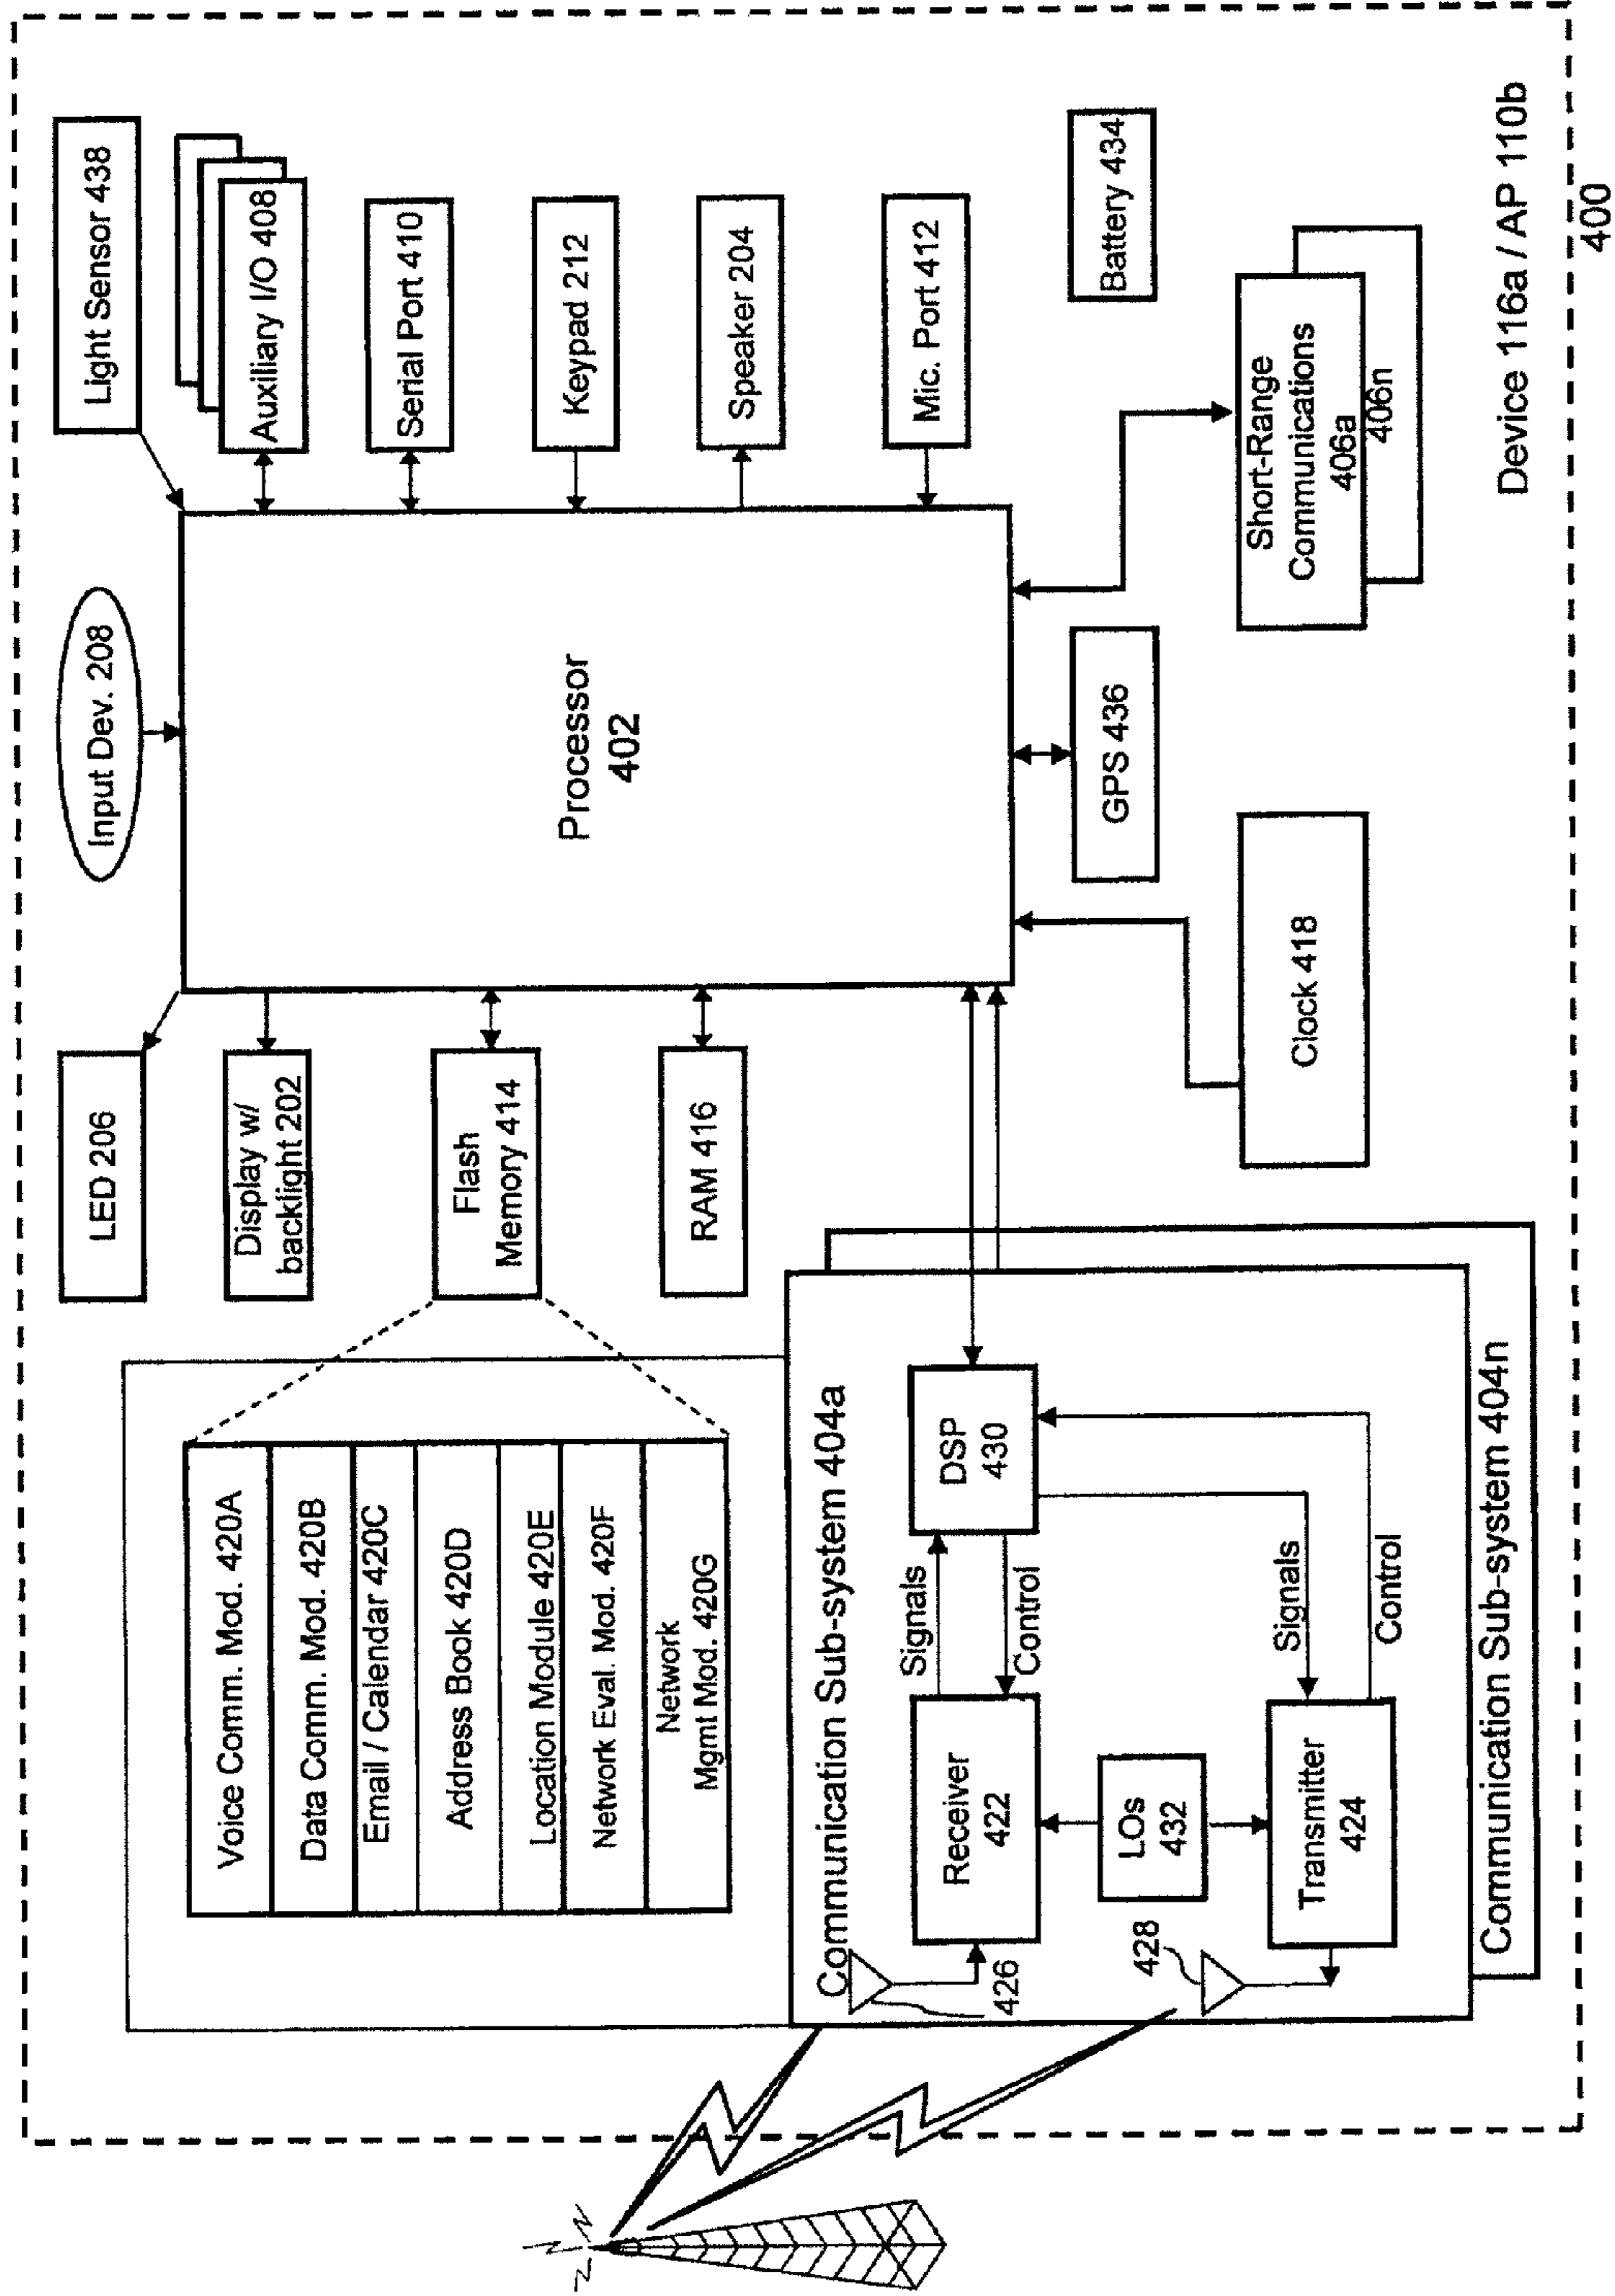 LED 206
Input Dev. 208
Light Sensor 438
Display w/
backlight 202
Auxiliary I/O 408
Flash
Memory 414
Serial Port 410
Keypad 212
RAM 416
Speaker 204
Mic. Port 412
Processor
402
Voice Comm. Mod. 420A
Data Comm. Mod. 420B
Email / Calendar 420C
Address Book 420D
Location Module 420E
Network Eval. Mod. 420F
Network
Mgmt Mod. 420G
Communication Sub-system 404a
Receiver
422
Signals
Control
DSP
430
426
LOs
432
428
Transmitter
424
Signals
Control
Communication Sub-system 404n
Clock 418
GPS 436
Battery 434
Short-Range
Communications
406a
406n
Device 116a / AP 110b
400